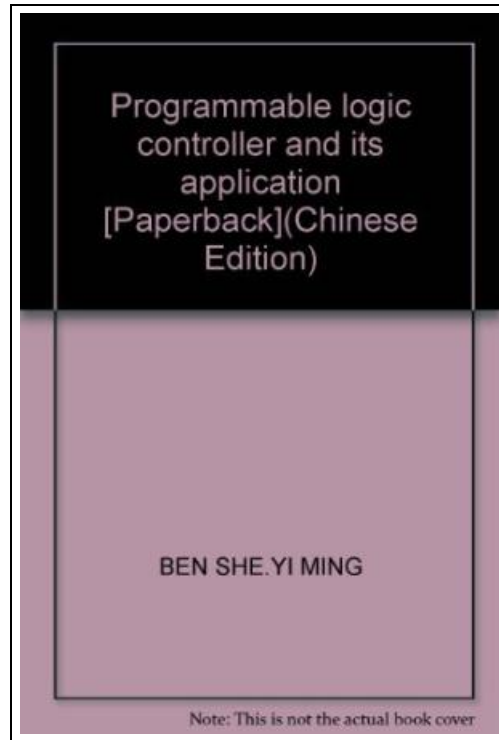 Programmable logic
controller and its
application
[Paperback](Chinese
Edition)
BEN SHE.YI MING
Note: This is not the actual book cover